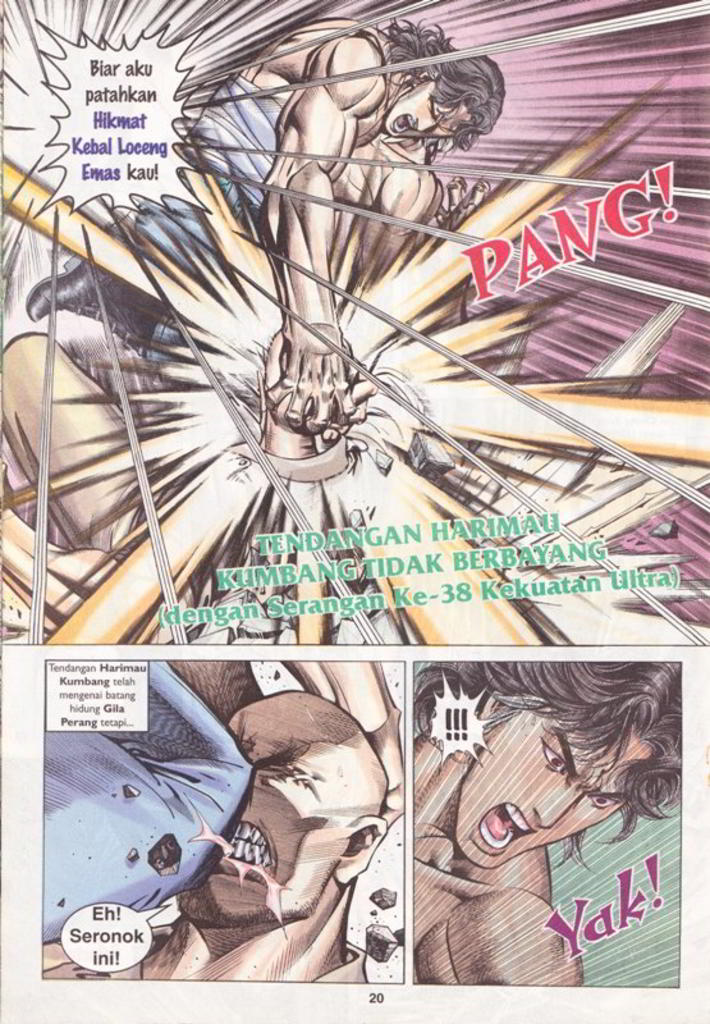 Biar aku
patahkan
Hikmat
Kebal Loceng
Emas kau!
PANG!
TENDANGAN HARIMAU
KUMBANG TIDAK BERBAYANG
(dengan Serangan Ke-38 Kekuatan Ultra)
Tendangan Harimau
Kumbang telah
mengenai batang
hidung Gila
Perang tetapi...
!!!
Eh!
Seronok
ini!
Yak!
20